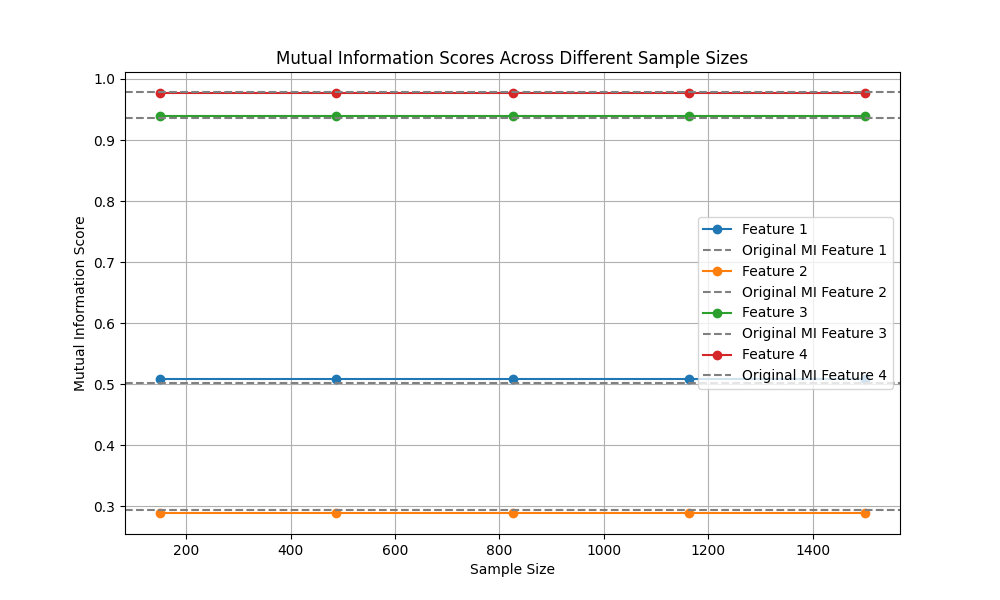 Mutual Information Scores Across Different Sample Sizes
Mutual Information Score
1.0
0.9
0.8
0.7
0.6
0.5
0.4
0.3
Feature 1
Original MI Feature 1
Feature 2
Original MI Feature 2
Feature 3
Original MI Feature 3
Feature 4
Original MI Feature 4
200
400
600
800
1000
1200
1400
Sample Size